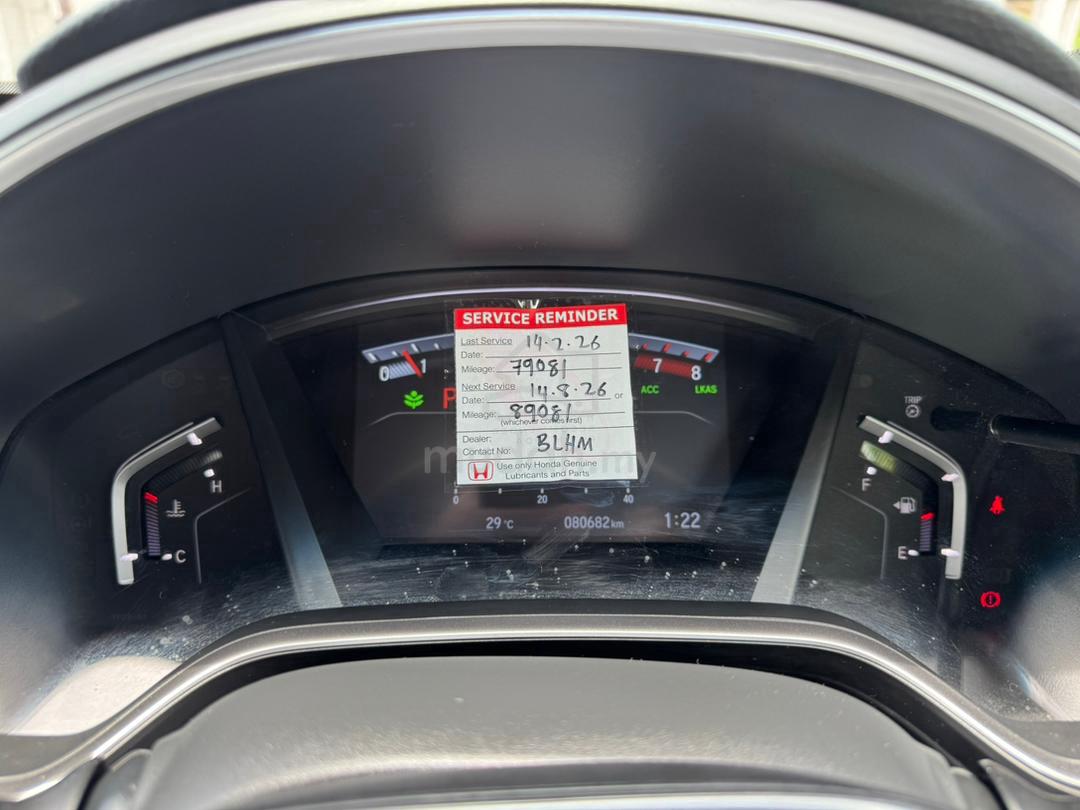 SERVICE REMINDER
Last Service 14.2.26
Date:
Mileage: 79081
Next Service 14.8.26 or
Date:
Mileage: 89081
(whichever comes first)
Dealer: BLHM
Contact No:
Use only Honda Genuine
Lubricants and Parts
0 1 7 8
P
ACC LKAS
0 20 40
29 °C 080682 km 1:22
H
C
TRIP
F
E